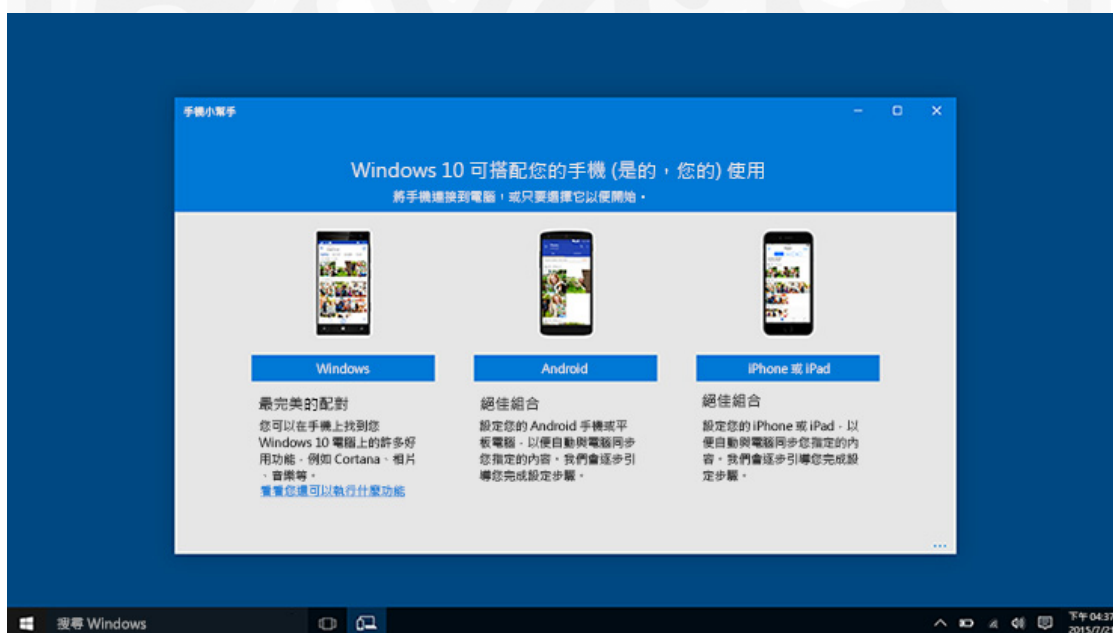 手機小幫手
Windows 10 可搭配您的手機 (是的，您的) 使用
將手機連接到電腦，或只要選擇它以便開始。
Windows
最完美的配對
您可以在手機上找到您
Windows 10 電腦上的許多好
用功能，例如 Cortana、相片
、音樂等。
看看您還可以執行什麼功能
Android
絕佳組合
設定您的 Android 手機或平
板電腦，以便自動與電腦同步
您指定的內容。我們會逐步引
導您完成設定步驟。
iPhone 或 iPad
絕佳組合
設定您的 iPhone 或 iPad，以
便自動與電腦同步您指定的內
容。我們會逐步引導您完成設
定步驟。
搜尋 Windows
下午 04:37